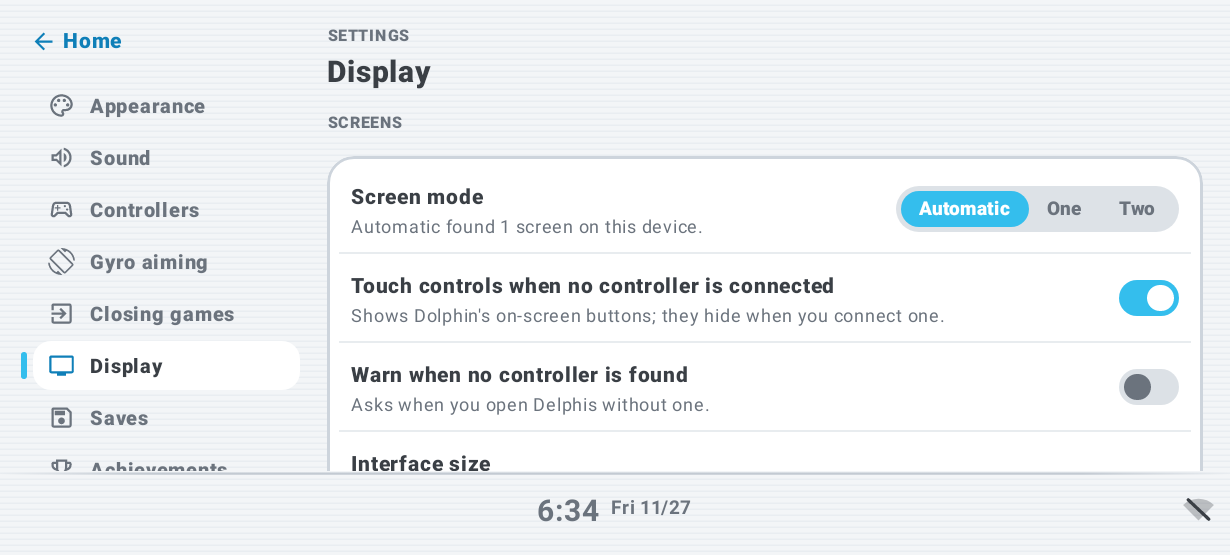 Home
Appearance
Sound
Controllers
Gyro aiming
Closing games
Display
Saves
Achievements
SETTINGS
Display
SCREENS
Screen mode
Automatic found 1 screen on this device.
Automatic One Two
Touch controls when no controller is connected
Shows Dolphin's on-screen buttons; they hide when you connect one.
Warn when no controller is found
Asks when you open Delphis without one.
Interface size
6:34 Fri 11/27